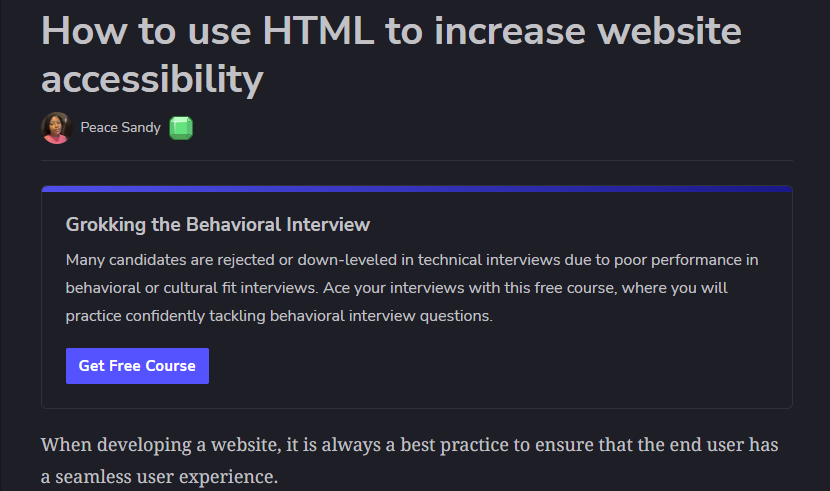 How to use HTML to increase website
accessibility
Peace Sandy
Grokking the Behavioral Interview
Many candidates are rejected or down-leveled in technical interviews due to poor performance in
behavioral or cultural fit interviews. Ace your interviews with this free course, where you will
practice confidently tackling behavioral interview questions.
Get Free Course
When developing a website, it is always a best practice to ensure that the end user has
a seamless user experience.